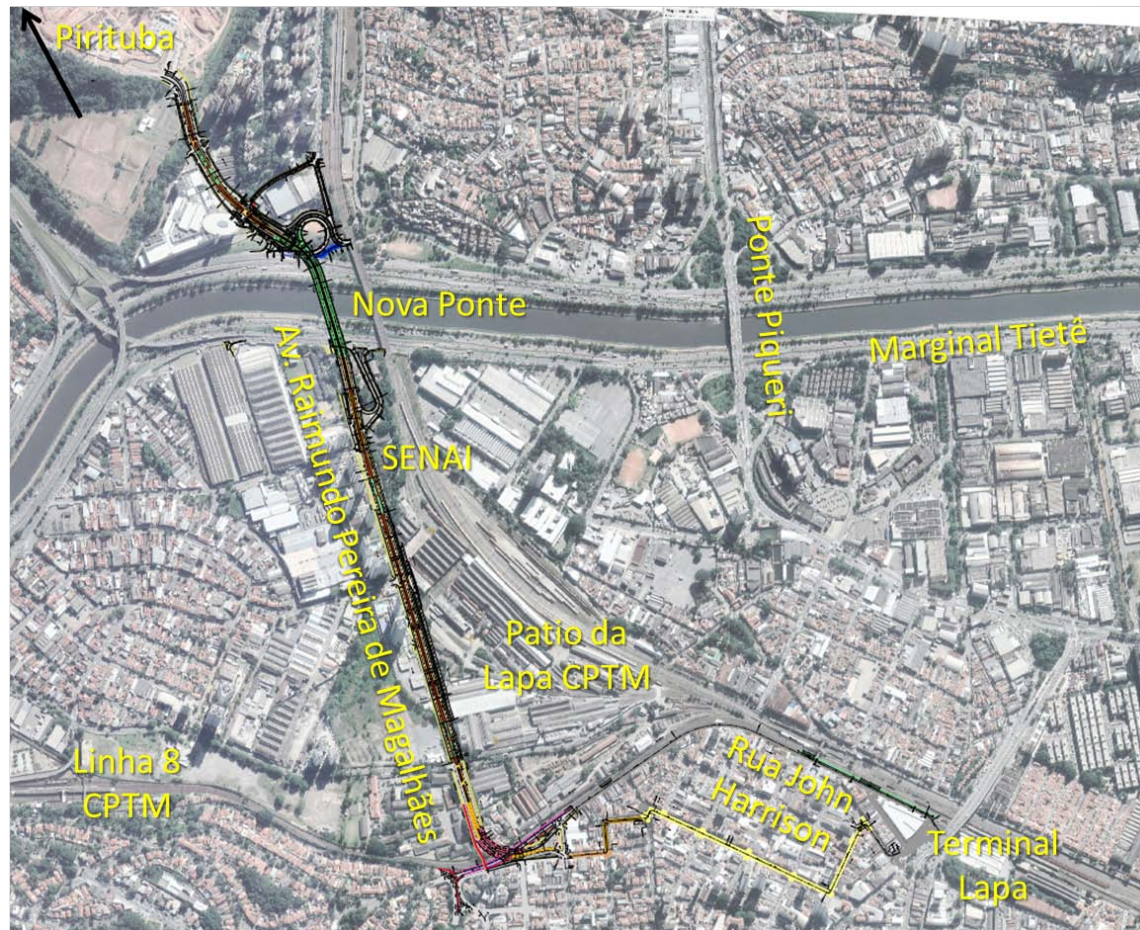 Pirituba
Nova Ponte
Ponte Piqueri
Marginal Tietê
Av. Raimundo Pereira de Magalhães
SENAI
Patio da
Lapa CPTM
Linha 8
CPTM
Rua John
Harrison
Terminal
Lapa